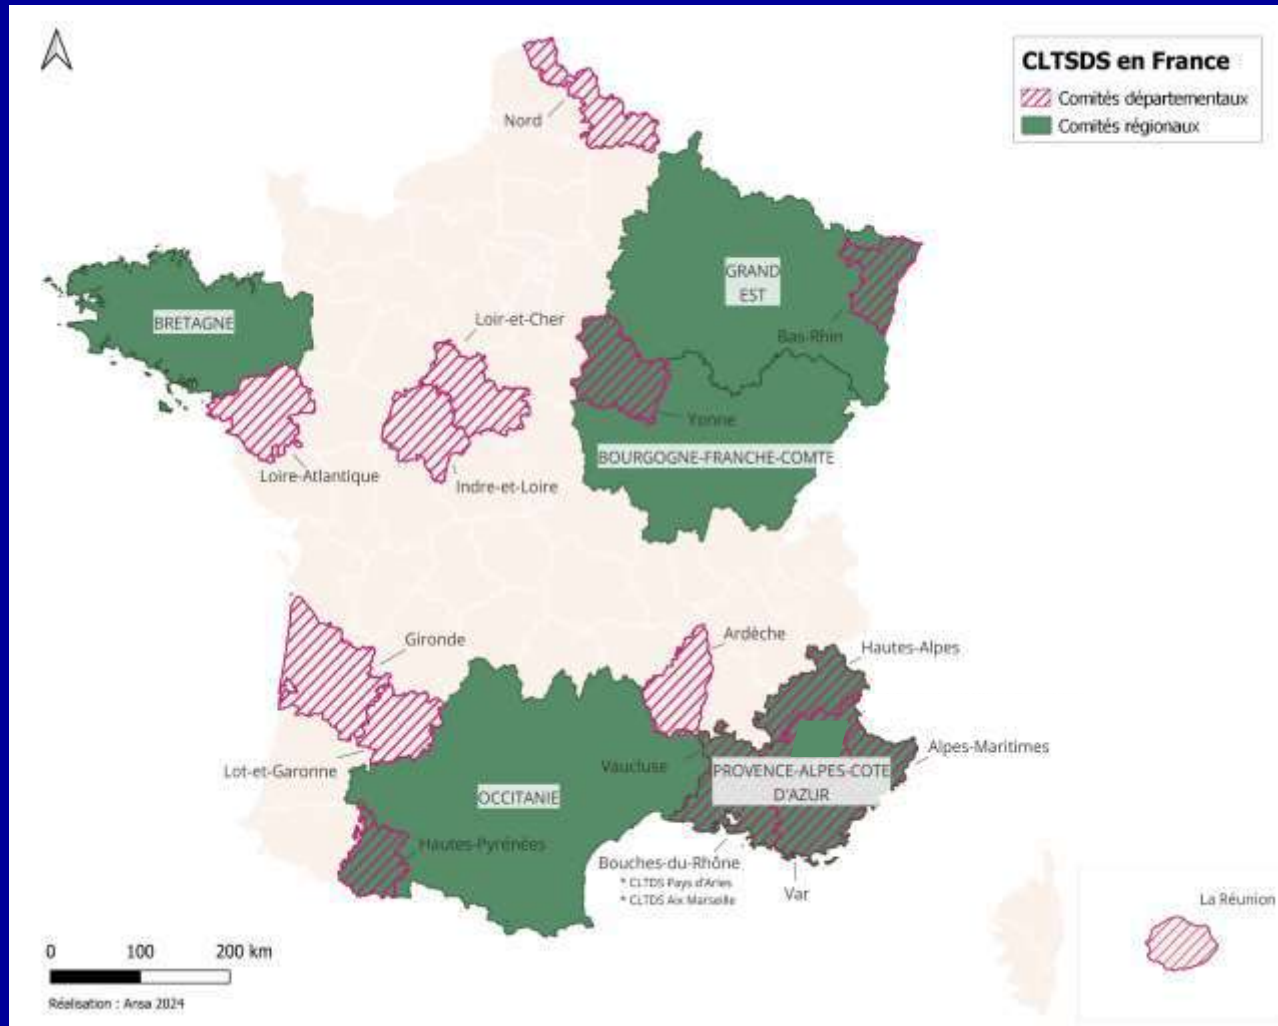 CLTSDS en France
Comités départementaux
Comités régionaux
Nord
GRAND
EST
Bas-Rhin
BRETAGNE
Loir-et-Cher
Yonne
BOURGOGNE-FRANCHE-COMTE
Loire-Atlantique
Indre-et-Loire
Gironde
Ardèche
Hautes-Alpes
Alpes-Maritimes
Lot-et-Garonne
Vaucluse
PROVENCE-ALPES-COTE
D'AZUR
OCCITANIE
Hautes-Pyrénées
Bouches-du-Rhône
* CLTDS Pays d'Arles
* CLTDS Aix Marseille
Var
La Réunion
0 100 200 km
Réalisation : Ansa 2024